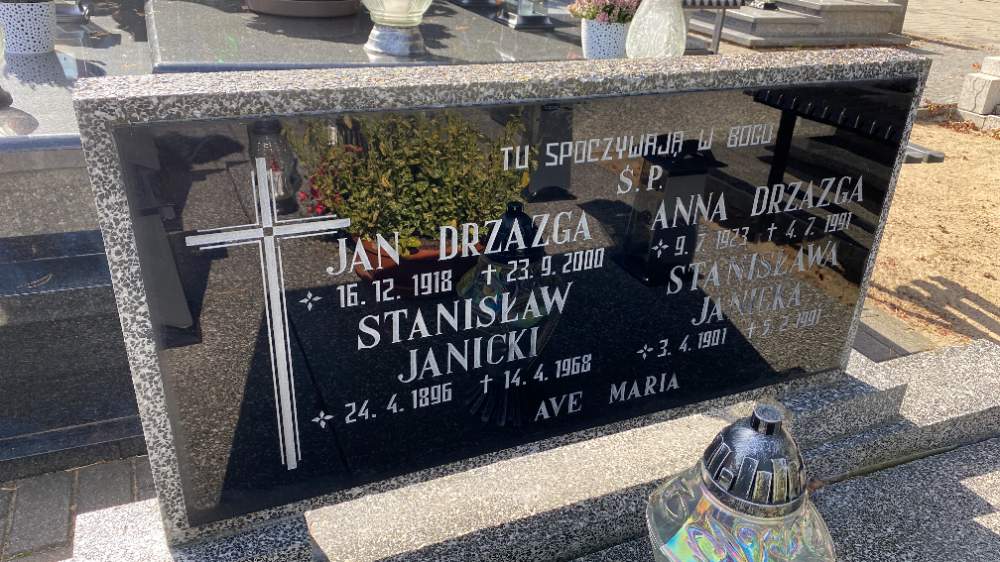 TU SPOCZYWAJĄ W BOGU
Ś.P.
JAN DRZAZGA
16. 12. 1918 23. 9. 2000
STANISŁAW
JANICKI
24. 4. 1896 14. 4. 1968
ANNA DRZAZGA
9. 7. 1923 4. 7. 1991
STANISŁAWA
JANICKA
3. 4. 1901 5. 2. 1991
AVE MARIA